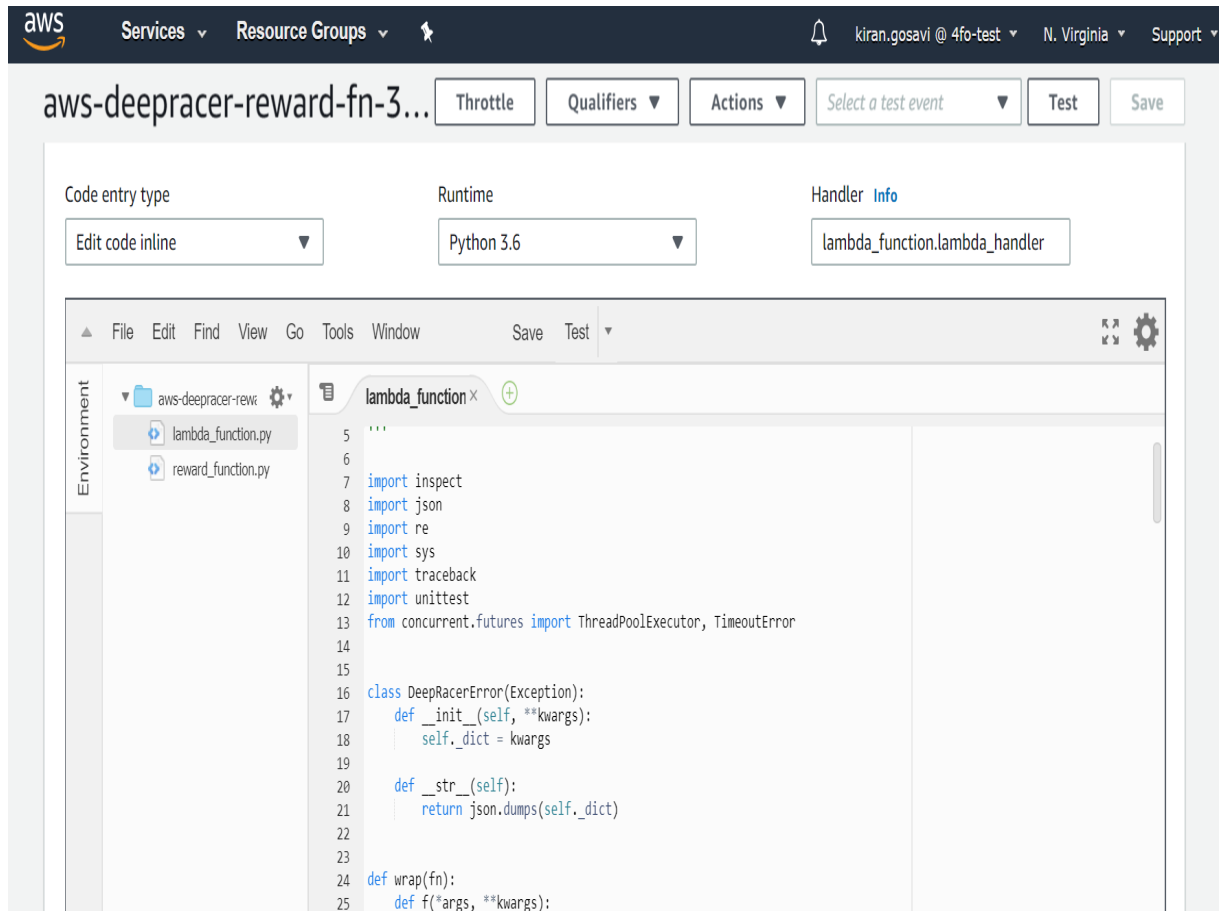 aws Services Resource Groups kiran.gosavi @ 4fo-test N. Virginia Support
aws-deepracer-reward-fn-3... Throttle Qualifiers Actions Select a test event Test Save
Code entry type Runtime Handler Info
Edit code inline Python 3.6 lambda_function.lambda_handler
File Edit Find View Go Tools Window Save Test
Environment
aws-deepracer-rewa
lambda_function.py
reward_function.py
lambda_function
5 '''
6
7 import inspect
8 import json
9 import re
10 import sys
11 import traceback
12 import unittest
13 from concurrent.futures import ThreadPoolExecutor, TimeoutError
14
15
16 class DeepRacerError(Exception):
17     def __init__(self, **kwargs):
18         self._dict = kwargs
19
20     def __str__(self):
21         return json.dumps(self._dict)
22
23
24 def wrap(fn):
25     def f(*args, **kwargs):